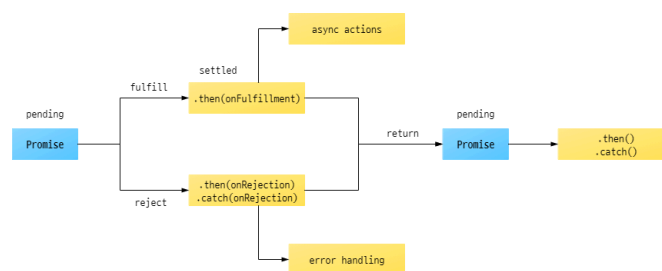 async actions
settled
fulfill
.then(onFulfillment)
pending
Promise
return
pending
Promise
.then()
.catch()
.then(onRejection)
.catch(onRejection)
reject
error handling